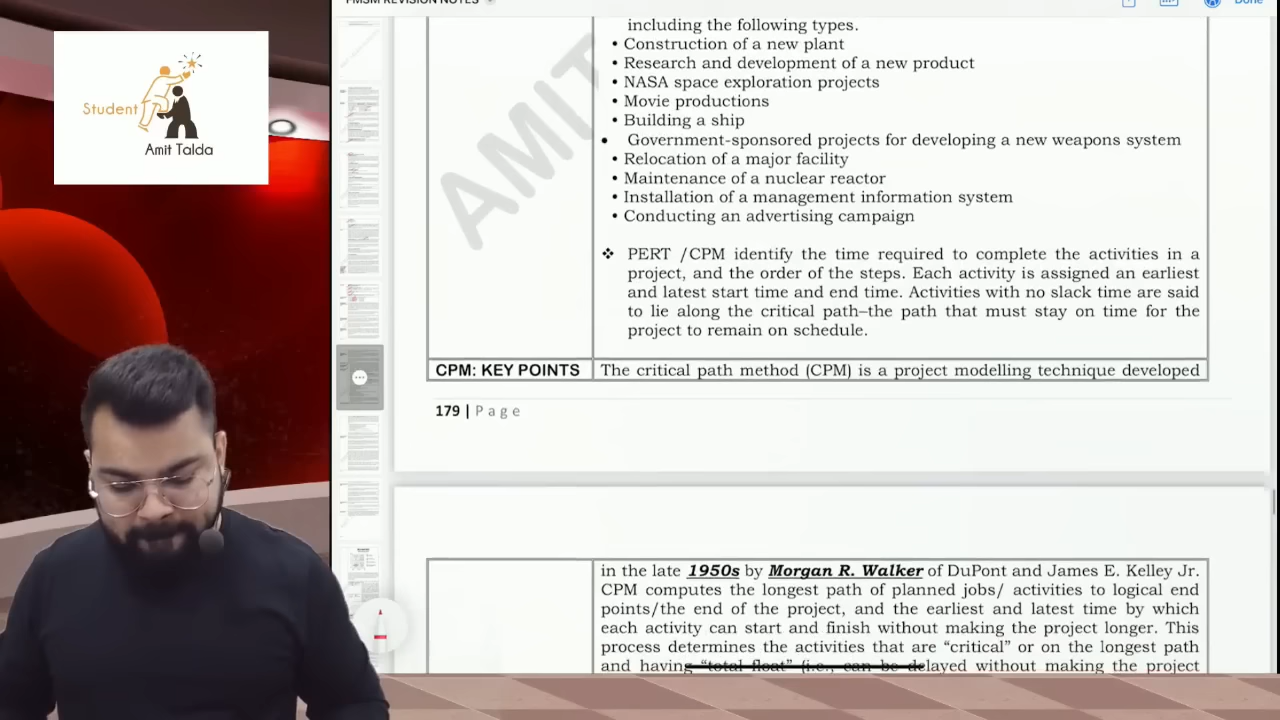 FMSM REVISION NOTES
Done
Student
Amit Talda
AMIT
including the following types.
• Construction of a new plant
• Research and development of a new product
• NASA space exploration projects
• Movie productions
• Building a ship
• Government-sponsored projects for developing a new weapons system
elocation of a major facility
Maintenance of a nuclear reactor
Installation of a management information system
• Conducting an advertising campaign
❖ PERT /CPM identify the time required to complete the activities in a
project, and the order of the steps. Each activity is assigned an earliest
and latest start time and end time. Activities with no slack time are said
to lie along the critical path–the path that must stay on time for the
project to remain on schedule.
CPM: KEY POINTS
The critical path method (CPM) is a project modelling technique developed
179 | Page
in the late 1950s by Morgan R. Walker of DuPont and James E. Kelley Jr.
CPM computes the longest path of planned jobs/ activities to logical end
points/the end of the project, and the earliest and latest time by which
each activity can start and finish without making the project longer. This
process determines the activities that are “critical” or on the longest path
and having “total float” (i.e., can be delayed without making the project